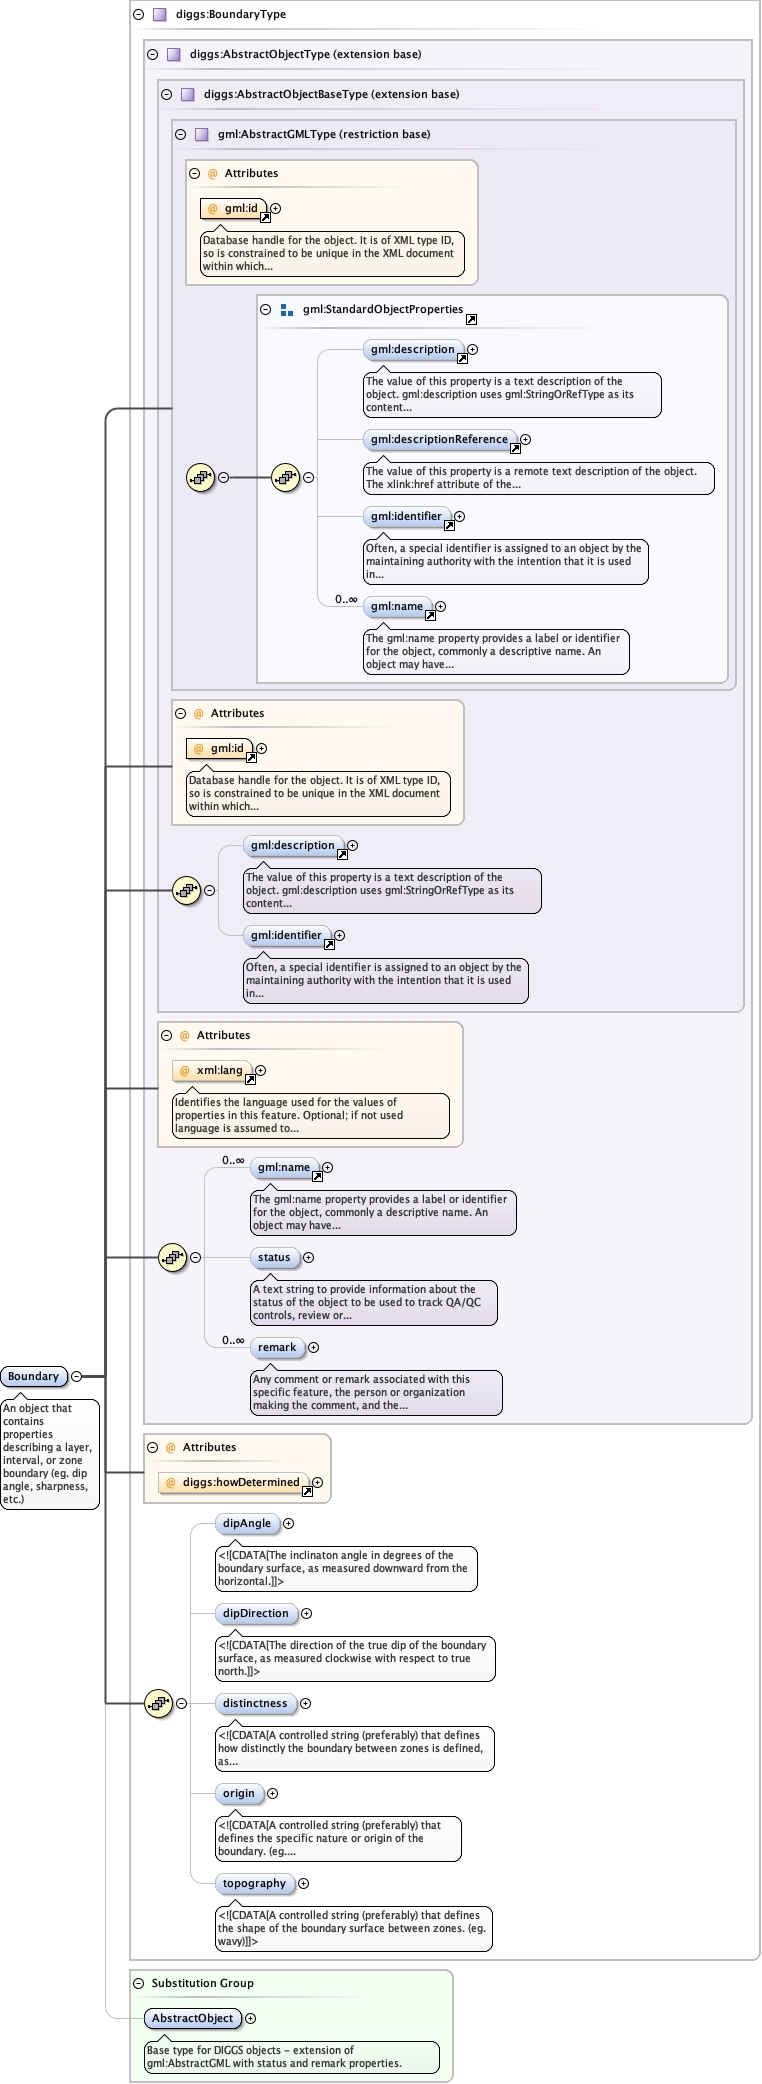 diggs:BoundaryType
diggs:AbstractObjectType (extension base)
diggs:AbstractObjectBaseType (extension base)
gml:AbstractGMLType (restriction base)
@ Attributes
@ gml:id
Database handle for the object. It is of XML type ID,
so is constrained to be unique in the XML document
within which...
gml:StandardObjectProperties
gml:description
The value of this property is a text description of the
object. gml:description uses gml:StringOrRefType as its
content...
gml:descriptionReference
The value of this property is a remote text description of the object.
The xlink:href attribute of the...
gml:identifier
Often, a special identifier is assigned to an object by the
maintaining authority with the intention that it is used
in...
0..∞
gml:name
The gml:name property provides a label or identifier
for the object, commonly a descriptive name. An
object may have...
@ Attributes
@ gml:id
Database handle for the object. It is of XML type ID,
so is constrained to be unique in the XML document
within which...
gml:description
The value of this property is a text description of the
object. gml:description uses gml:StringOrRefType as its
content...
gml:identifier
Often, a special identifier is assigned to an object by the
maintaining authority with the intention that it is used
in...
@ Attributes
@ xml:lang
Identifies the language used for the values of
properties in this feature. Optional; if not used
language is assumed to...
0..∞
gml:name
The gml:name property provides a label or identifier
for the object, commonly a descriptive name. An
object may have...
status
A text string to provide information about the
status of the object to be used to track QA/QC
controls, review or...
0..∞
remark
Any comment or remark associated with this
specific feature, the person or organization
making the comment, and the...
Boundary
An object that
contains
properties
describing a layer,
interval, or zone
boundary (eg. dip
angle, sharpness,
etc.)
@ Attributes
@ diggs:howDetermined
dipAngle
<![CDATA[The inclinaton angle in degrees of the
boundary surface, as measured downward from the
horizontal.]]>
dipDirection
<![CDATA[The direction of the true dip of the boundary
surface, as measured clockwise with respect to true
north.]]>
distinctness
<![CDATA[A controlled string (preferably) that defines
how distinctly the boundary between zones is defined,
as...
origin
<![CDATA[A controlled string (preferably) that
defines the specific nature or origin of the
boundary. (eg....
topography
<![CDATA[A controlled string (preferably) that defines
the shape of the boundary surface between zones. (eg.
wavy)]]>
Substitution Group
AbstractObject
Base type for DIGGS objects - extension of
gml:AbstractGML with status and remark properties.